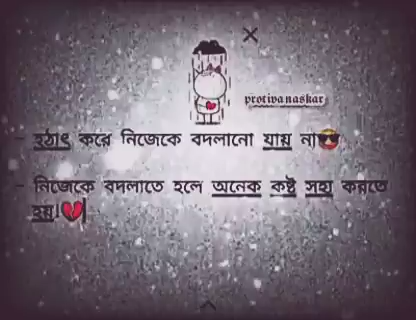 protiva naskar
- হঠাৎ করে নিজেকে বদলানো যায় না😎
- নিজেকে বদলাতে হলে অনেক কষ্ট সহ্য করতে
হয়!💔